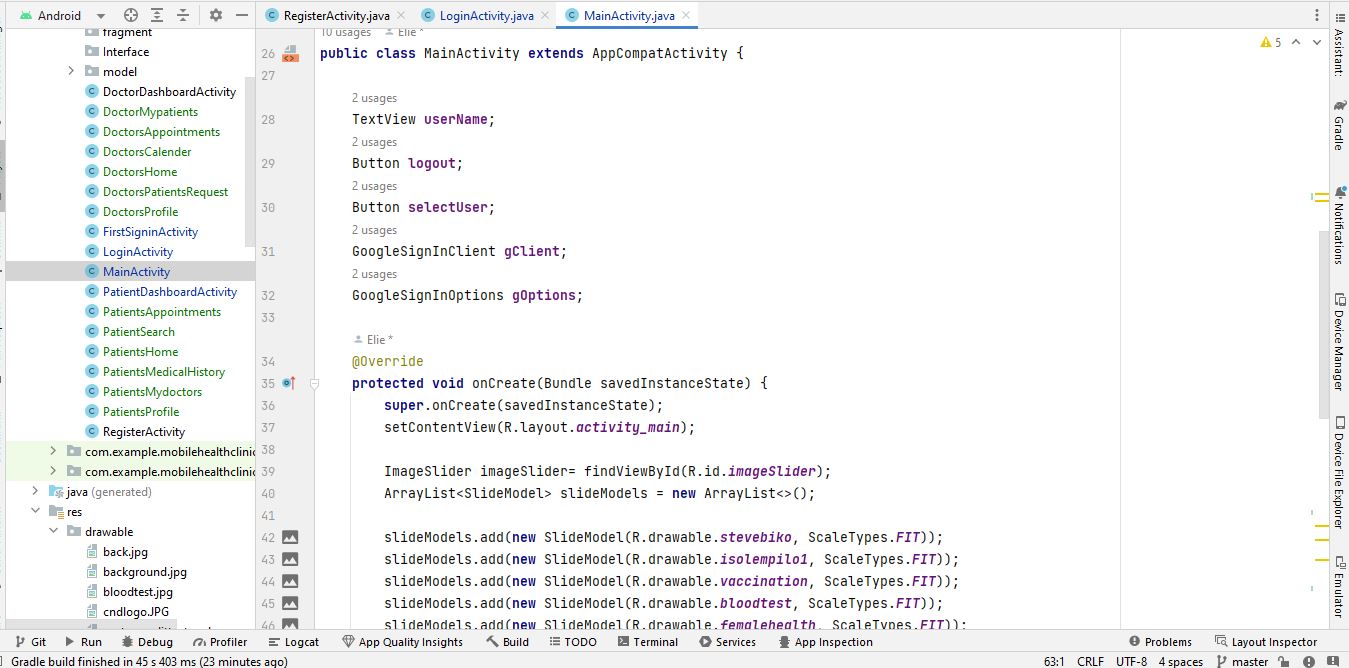 Android
RegisterActivity.java
LoginActivity.java
MainActivity.java
fragment
Interface
model
DoctorDashboardActivity
DoctorMypatients
DoctorsAppointments
DoctorsCalender
DoctorsHome
DoctorsPatientsRequest
DoctorsProfile
FirstSigninActivity
LoginActivity
MainActivity
PatientDashboardActivity
PatientsAppointments
PatientSearch
PatientsHome
PatientsMedicalHistory
PatientsMydoctors
PatientsProfile
RegisterActivity
com.example.mobilehealthclinic
com.example.mobilehealthclinic
java (generated)
res
drawable
back.jpg
background.jpg
bloodtest.jpg
cndlogo.JPG
10 usages Elie *
5
26 public class MainActivity extends AppCompatActivity {
27
2 usages
28 TextView userName;
2 usages
29 Button logout;
2 usages
30 Button selectUser;
2 usages
31 GoogleSignInClient gClient;
2 usages
32 GoogleSignInOptions gOptions;
33
Elie *
34 @Override
35 protected void onCreate(Bundle savedInstanceState) {
36 super.onCreate(savedInstanceState);
37 setContentView(R.layout.activity_main);
38
39 ImageSlider imageSlider= findViewById(R.id.imageSlider);
40 ArrayList<SlideModel> slideModels = new ArrayList<>();
41
42 slideModels.add(new SlideModel(R.drawable.stevebiko, ScaleTypes.FIT));
43 slideModels.add(new SlideModel(R.drawable.isolempilo1, ScaleTypes.FIT));
44 slideModels.add(new SlideModel(R.drawable.vaccination, ScaleTypes.FIT));
45 slideModels.add(new SlideModel(R.drawable.bloodtest, ScaleTypes.FIT));
46 slideModels.add(new SlideModel(R.drawable.femalehealth, ScaleTypes.FIT));
Assistant:
Gradle
Notifications
Device Manager
Device File Explorer
Emulator
Git
Run
Debug
Profiler
Logcat
App Quality Insights
Build
TODO
Terminal
Services
App Inspection
Problems
Layout Inspector
Gradle build finished in 45 s 403 ms (23 minutes ago)
63:1 CRLF UTF-8 4 spaces master